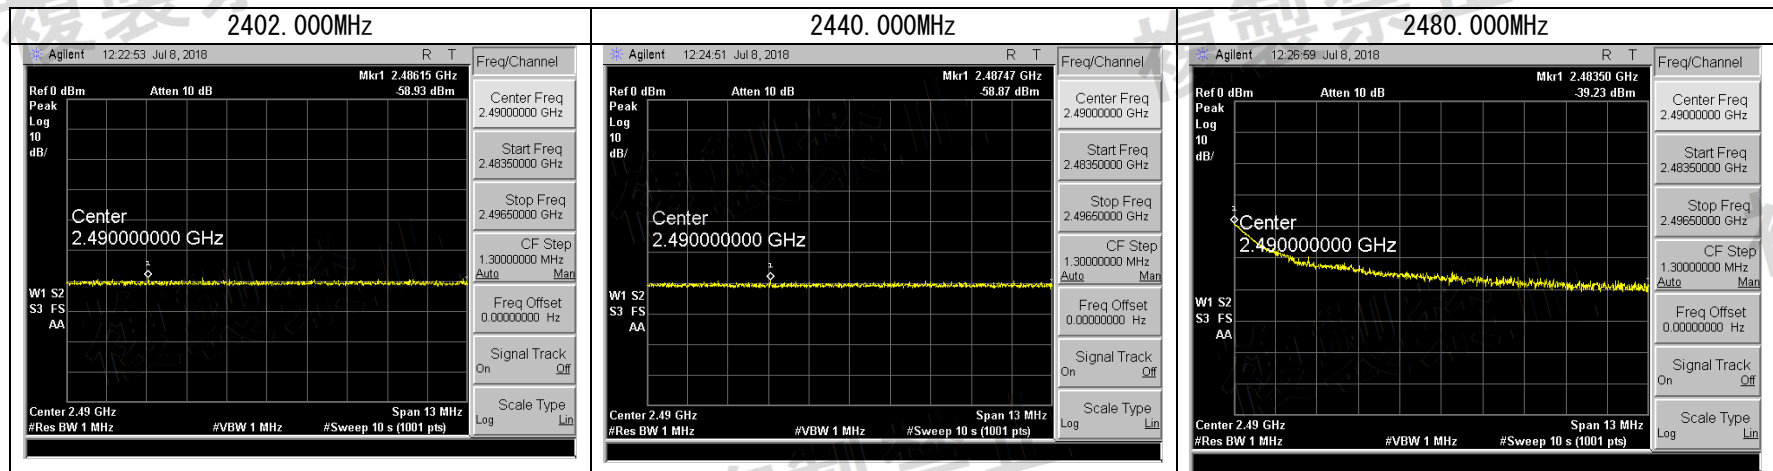 2402.000MHz
2440.000MHz
2480.000MHz
Agilent 12:22:53 Jul 8, 2018 R T
Freq/Channel
Mkr1 2.48615 GHz
Ref 0 dBm Atten 10 dB -58.93 dBm
Peak
Log
10
dB/
Center
2.490000000 GHz
1
W1 S2
S3 FS
AA
Center 2.49 GHz Span 13 MHz
#Res BW 1 MHz #VBW 1 MHz #Sweep 10 s (1001 pts)
Center Freq
2.49000000 GHz
Start Freq
2.48350000 GHz
Stop Freq
2.49650000 GHz
CF Step
1.30000000 MHz
Auto Man
Freq Offset
0.00000000 Hz
Signal Track
On Off
Scale Type
Log Lin
Agilent 12:24:51 Jul 8, 2018 R T
Freq/Channel
Mkr1 2.48747 GHz
Ref 0 dBm Atten 10 dB -58.87 dBm
Peak
Log
10
dB/
Center
2.490000000 GHz
1
W1 S2
S3 FS
AA
Center 2.49 GHz Span 13 MHz
#Res BW 1 MHz #VBW 1 MHz #Sweep 10 s (1001 pts)
Center Freq
2.49000000 GHz
Start Freq
2.48350000 GHz
Stop Freq
2.49650000 GHz
CF Step
1.30000000 MHz
Auto Man
Freq Offset
0.00000000 Hz
Signal Track
On Off
Scale Type
Log Lin
Agilent 12:26:59 Jul 8, 2018 R T
Freq/Channel
Mkr1 2.48350 GHz
Ref 0 dBm Atten 10 dB -39.23 dBm
Peak
Log
10
dB/
1
Center
2.490000000 GHz
W1 S2
S3 FS
AA
Center 2.49 GHz Span 13 MHz
#Res BW 1 MHz #VBW 1 MHz #Sweep 10 s (1001 pts)
Center Freq
2.49000000 GHz
Start Freq
2.48350000 GHz
Stop Freq
2.49650000 GHz
CF Step
1.30000000 MHz
Auto Man
Freq Offset
0.00000000 Hz
Signal Track
On Off
Scale Type
Log Lin